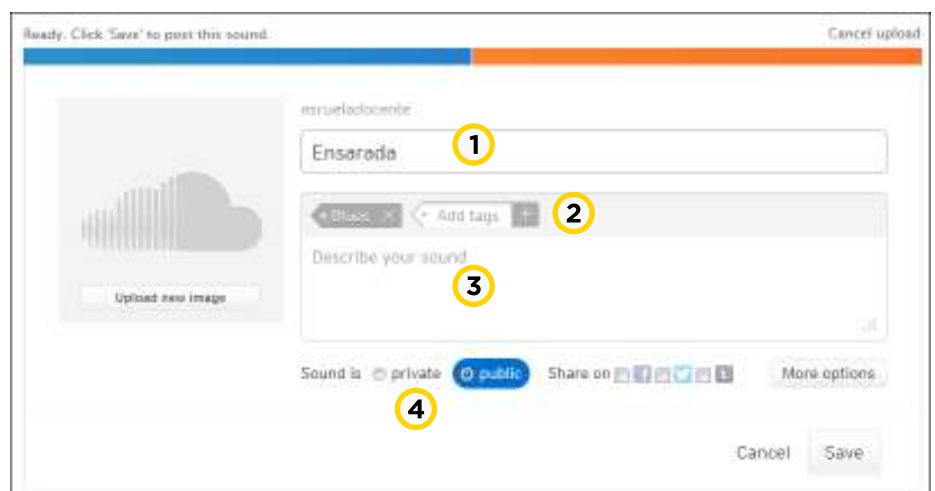 Ready. Click 'Save' to post this sound.
Cancel upload
escueladocente
Ensarada
1
Blues
Add tags +
2
Describe your sound
3
Upload new image
Sound is private public Share on f t More options
4
Cancel Save